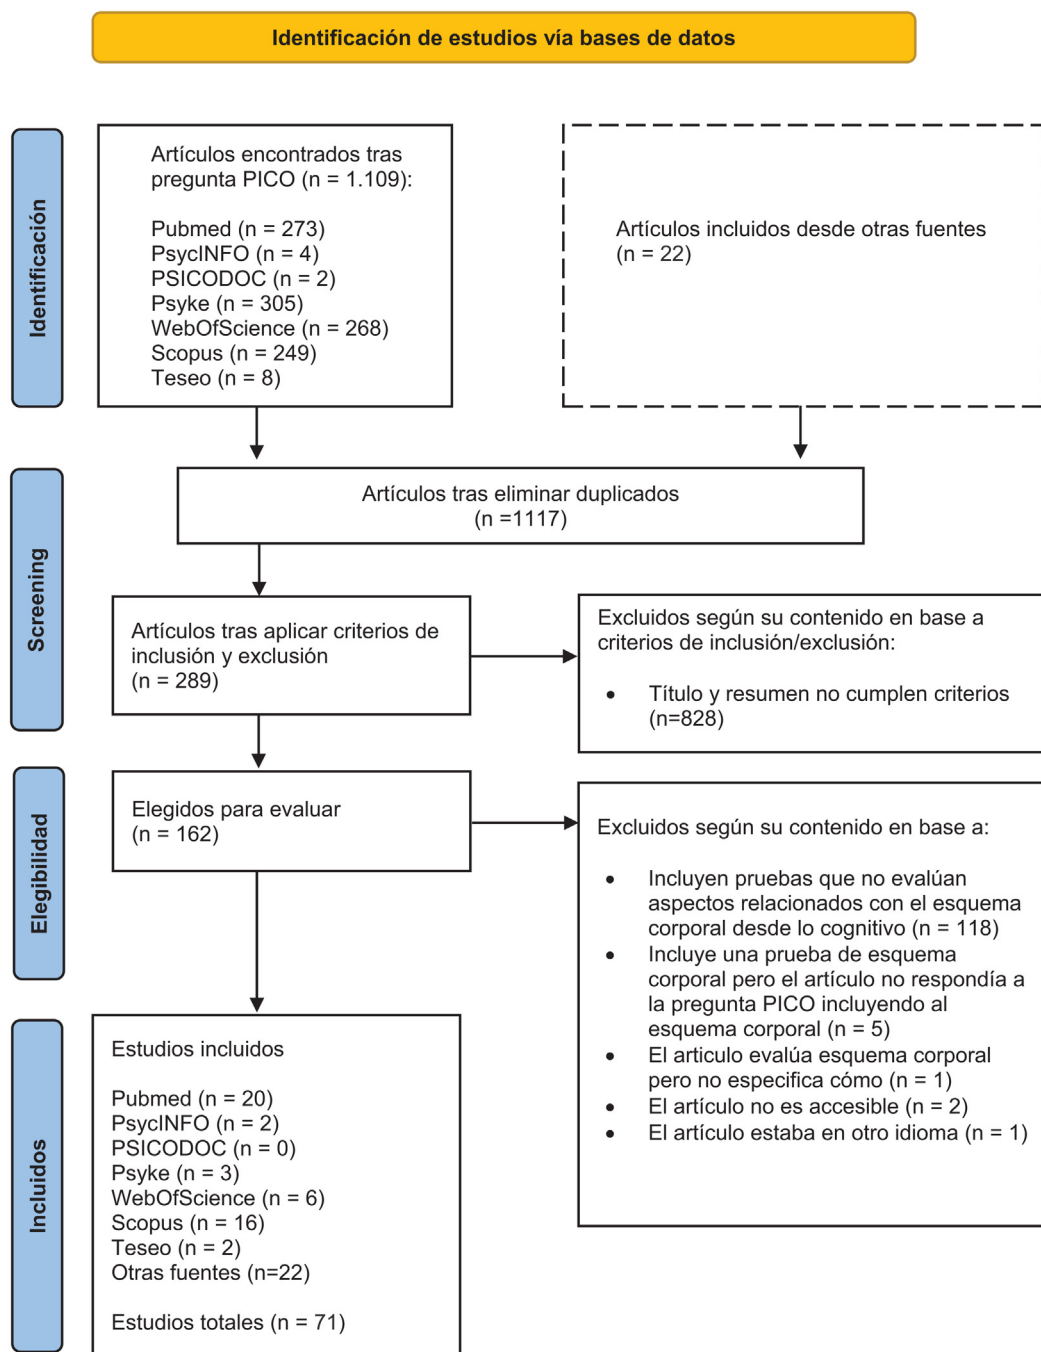 Identificación de estudios vía bases de datos
Identificación
Artículos encontrados tras
pregunta PICO (n = 1.109):
Pubmed (n = 273)
PsycINFO (n = 4)
PSICODOC (n = 2)
Psyke (n = 305)
WebOfScience (n = 268)
Scopus (n = 249)
Teseo (n = 8)
Artículos incluidos desde otras fuentes
(n = 22)
Screening
Artículos tras eliminar duplicados
(n =1117)
Artículos tras aplicar criterios de
inclusión y exclusión
(n = 289)
Excluidos según su contenido en base a
criterios de inclusión/exclusión:
• Título y resumen no cumplen criterios
(n=828)
Elegibilidad
Elegidos para evaluar
(n = 162)
Excluidos según su contenido en base a:
• Incluyen pruebas que no evalúan
aspectos relacionados con el esquema
corporal desde lo cognitivo (n = 118)
• Incluye una prueba de esquema
corporal pero el artículo no respondía a
la pregunta PICO incluyendo al
esquema corporal (n = 5)
• El articulo evalúa esquema corporal
pero no especifica cómo (n = 1)
• El artículo no es accesible (n = 2)
• El artículo estaba en otro idioma (n = 1)
Incluidos
Estudios incluidos
Pubmed (n = 20)
PsycINFO (n = 2)
PSICODOC (n = 0)
Psyke (n = 3)
WebOfScience (n = 6)
Scopus (n = 16)
Teseo (n = 2)
Otras fuentes (n=22)
Estudios totales (n = 71)